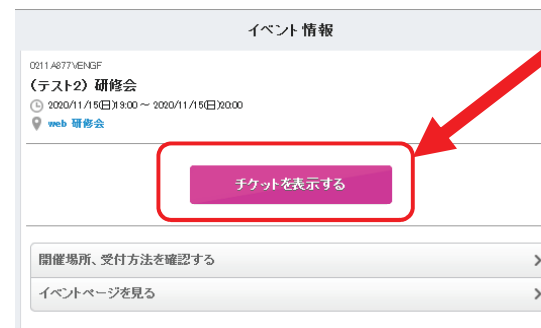 イベント情報
0211A877VENGF
(テスト2) 研修会
2020/11/15(日)19:00 ~ 2020/11/15(日)20:00
web 研修会
チケットを表示する
開催場所、受付方法を確認する
イベントページを見る